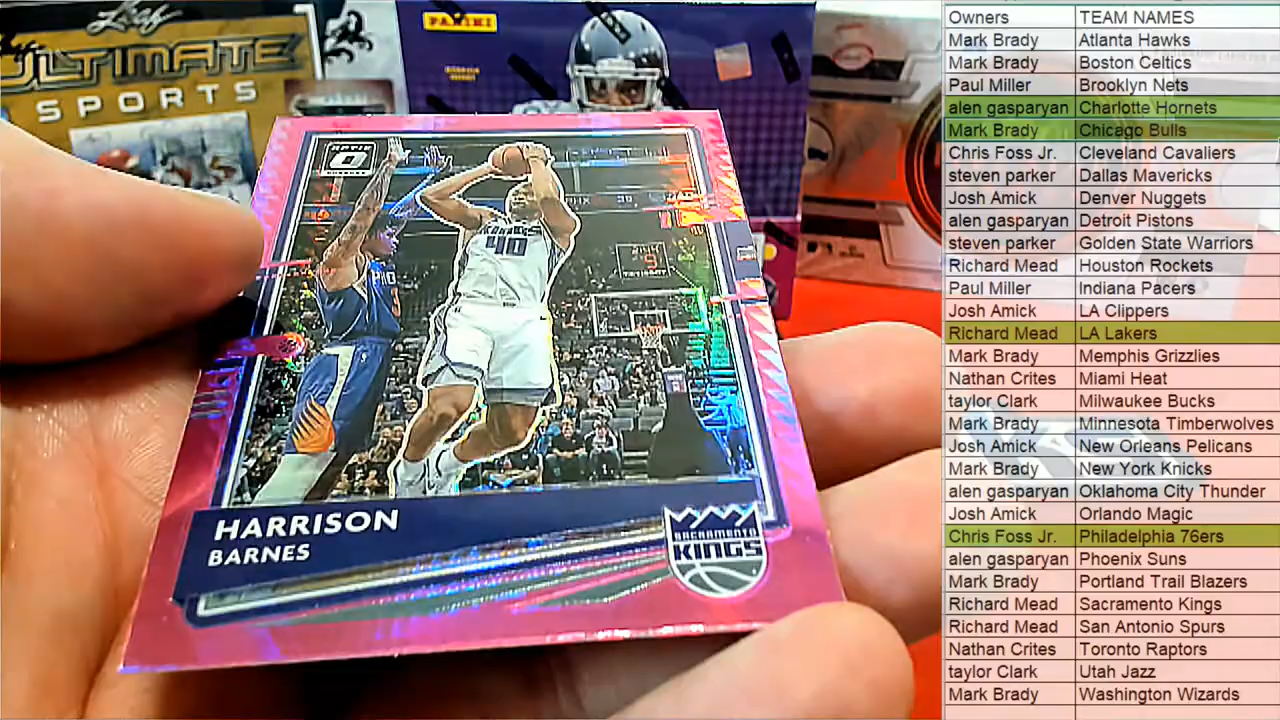 Leaf
ULTIMATE
SPORTS
PANINI
OPTIC
KINGS
40
HARRISON
BARNES
SACRAMENTO
KINGS
Owners TEAM NAMES
Mark Brady Atlanta Hawks
Mark Brady Boston Celtics
Paul Miller Brooklyn Nets
alen gasparyan Charlotte Hornets
Mark Brady Chicago Bulls
Chris Foss Jr. Cleveland Cavaliers
steven parker Dallas Mavericks
Josh Amick Denver Nuggets
alen gasparyan Detroit Pistons
steven parker Golden State Warriors
Richard Mead Houston Rockets
Paul Miller Indiana Pacers
Josh Amick LA Clippers
Richard Mead LA Lakers
Mark Brady Memphis Grizzlies
Nathan Crites Miami Heat
taylor Clark Milwaukee Bucks
Mark Brady Minnesota Timberwolves
Josh Amick New Orleans Pelicans
Mark Brady New York Knicks
alen gasparyan Oklahoma City Thunder
Josh Amick Orlando Magic
Chris Foss Jr. Philadelphia 76ers
alen gasparyan Phoenix Suns
Mark Brady Portland Trail Blazers
Richard Mead Sacramento Kings
Richard Mead San Antonio Spurs
Nathan Crites Toronto Raptors
taylor Clark Utah Jazz
Mark Brady Washington Wizards